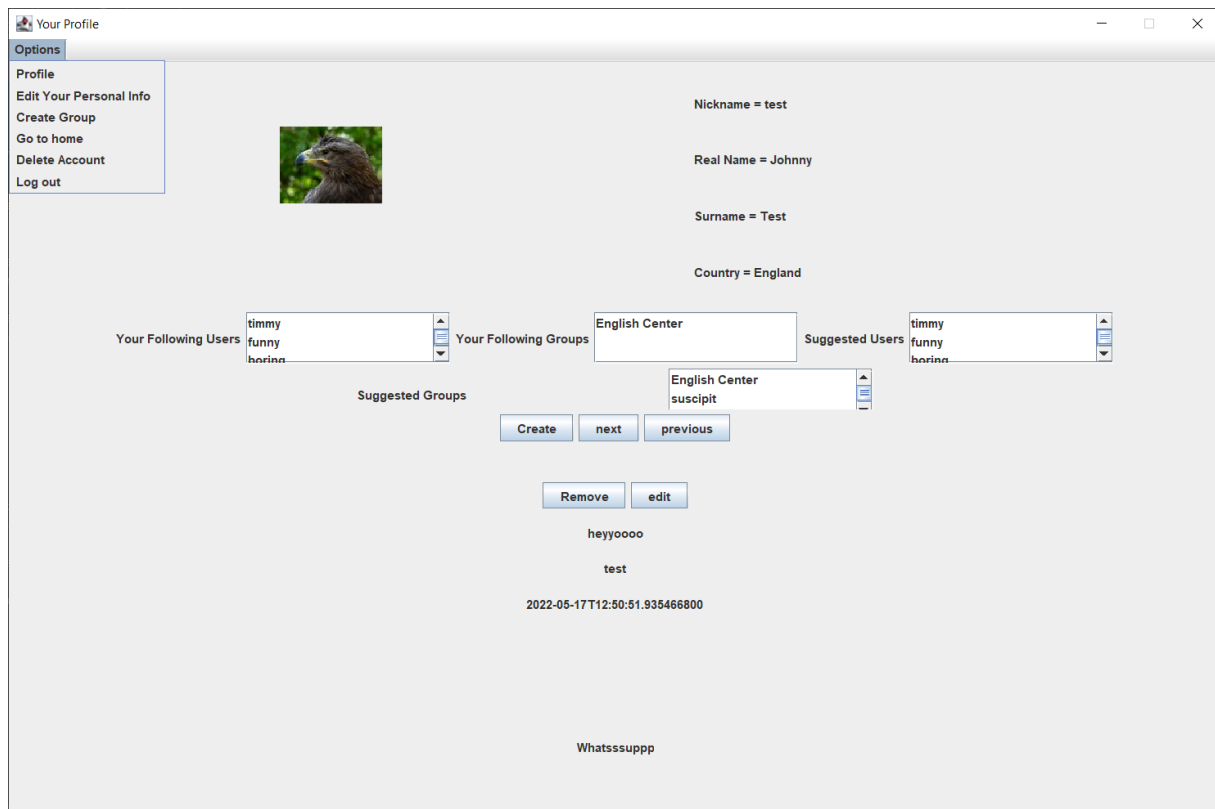 Your Profile
Options
Profile
Edit Your Personal Info
Create Group
Go to home
Delete Account
Log out
Nickname = test
Real Name = Johnny
Surname = Test
Country = England
Your Following Users
timmy
funny
boring
Your Following Groups
English Center
Suggested Users
timmy
funny
boring
Suggested Groups
English Center
suscipit
Create next previous
Remove edit
heyyoooo
test
2022-05-17T12:50:51.935466800
Whatsssuppp